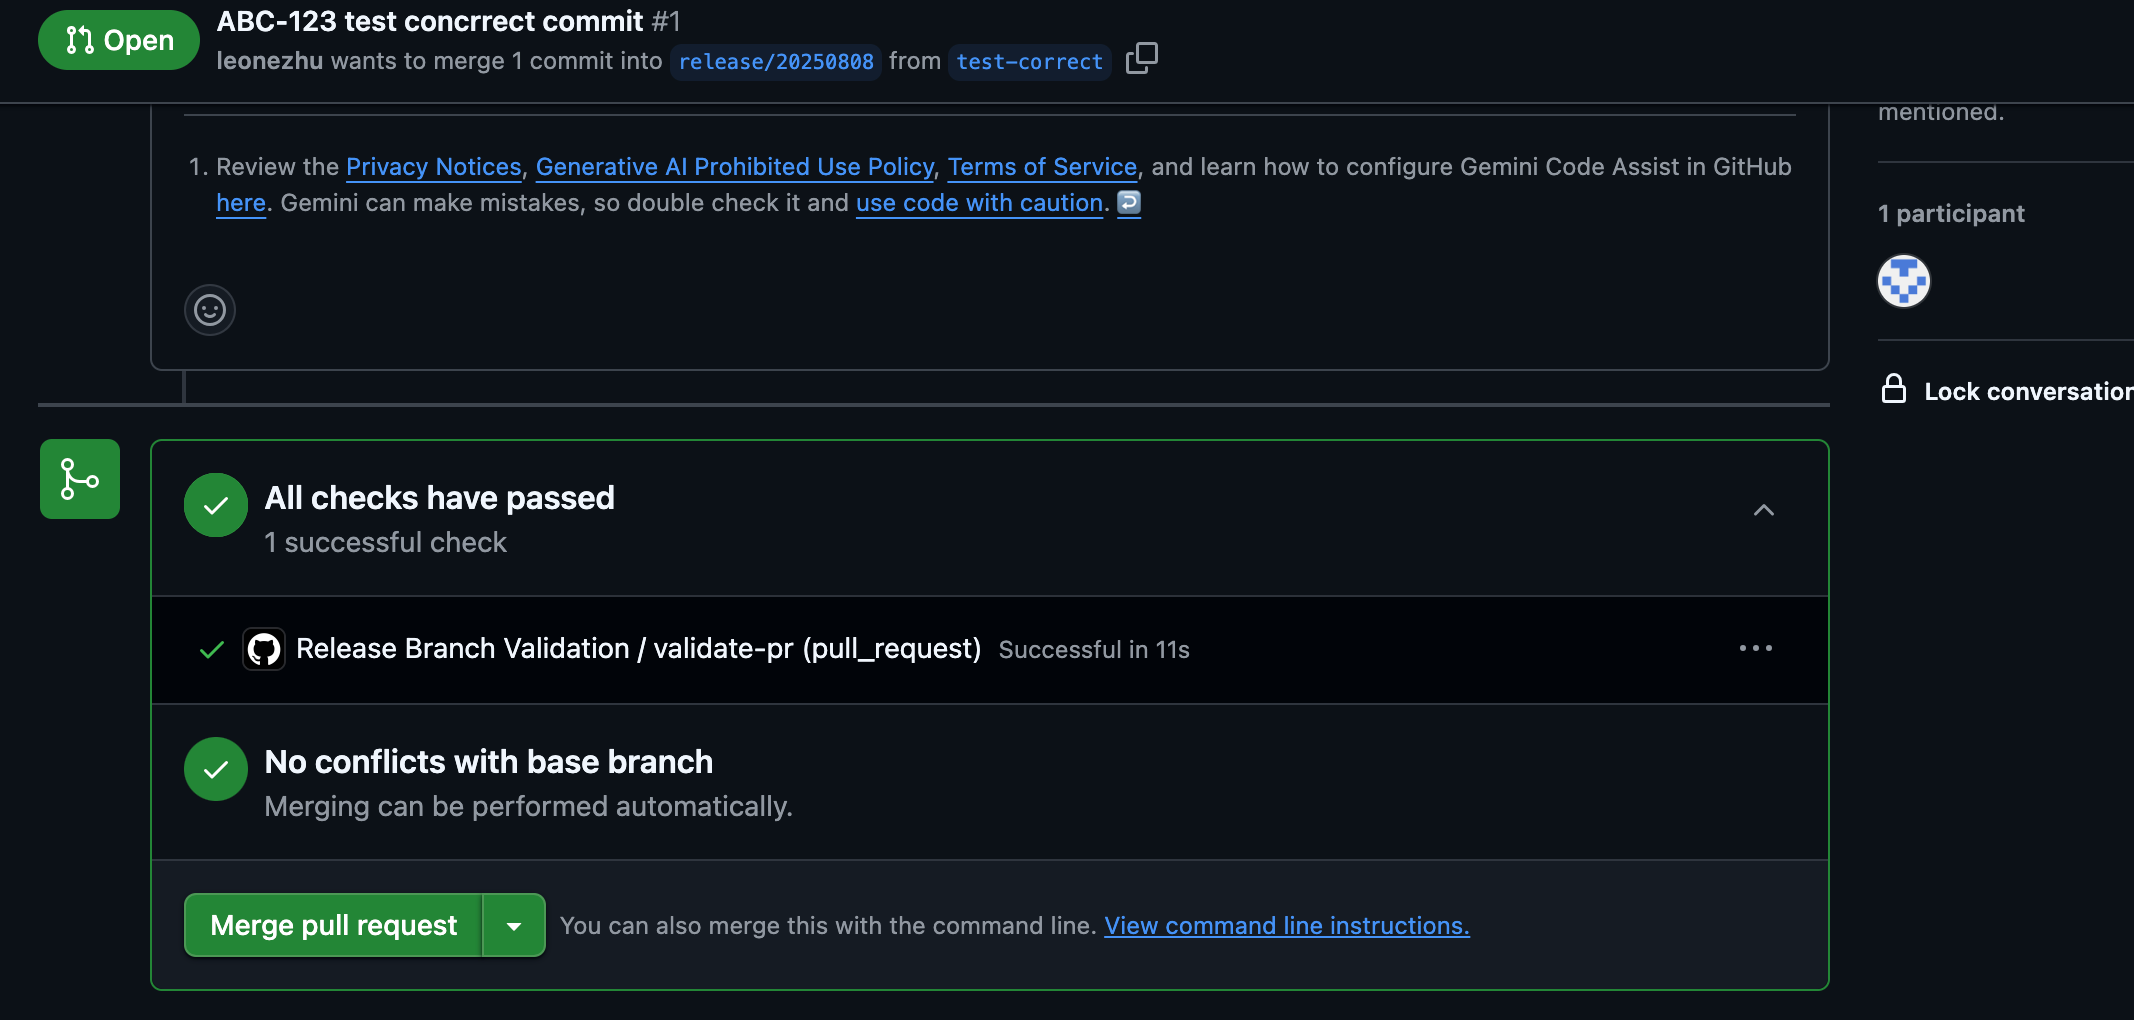 Open
ABC-123 test concrrect commit #1
leonezhu wants to merge 1 commit into release/20250808 from test-correct
mentioned.
1. Review the Privacy Notices, Generative AI Prohibited Use Policy, Terms of Service, and learn how to configure Gemini Code Assist in GitHub
here. Gemini can make mistakes, so double check it and use code with caution. ↩
1 participant
Lock conversation
All checks have passed
1 successful check
Release Branch Validation / validate-pr (pull_request) Successful in 11s
No conflicts with base branch
Merging can be performed automatically.
Merge pull request
You can also merge this with the command line. View command line instructions.